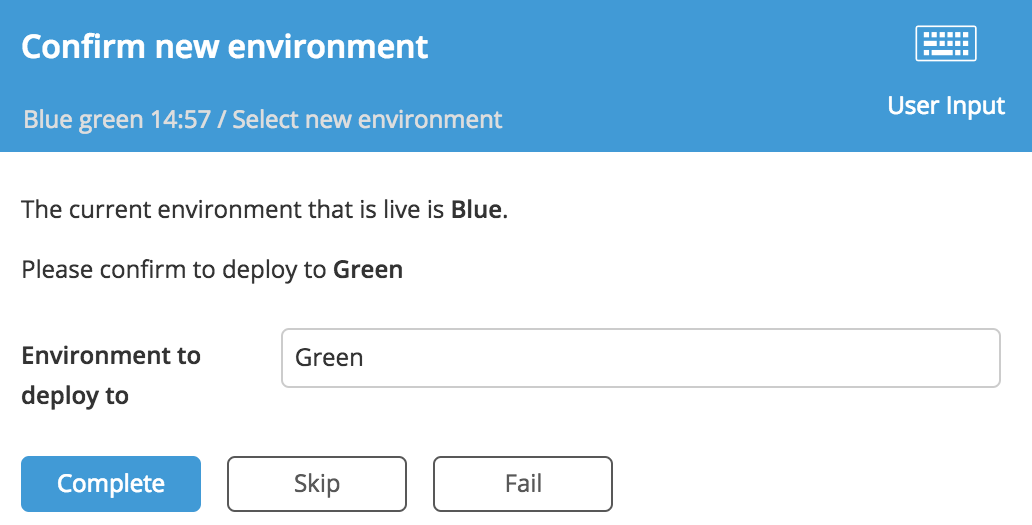 Confirm new environment
Blue green 14:57 / Select new environment
User Input
The current environment that is live is Blue.
Please confirm to deploy to Green
Environment to
deploy to
Green
Complete
Skip
Fail